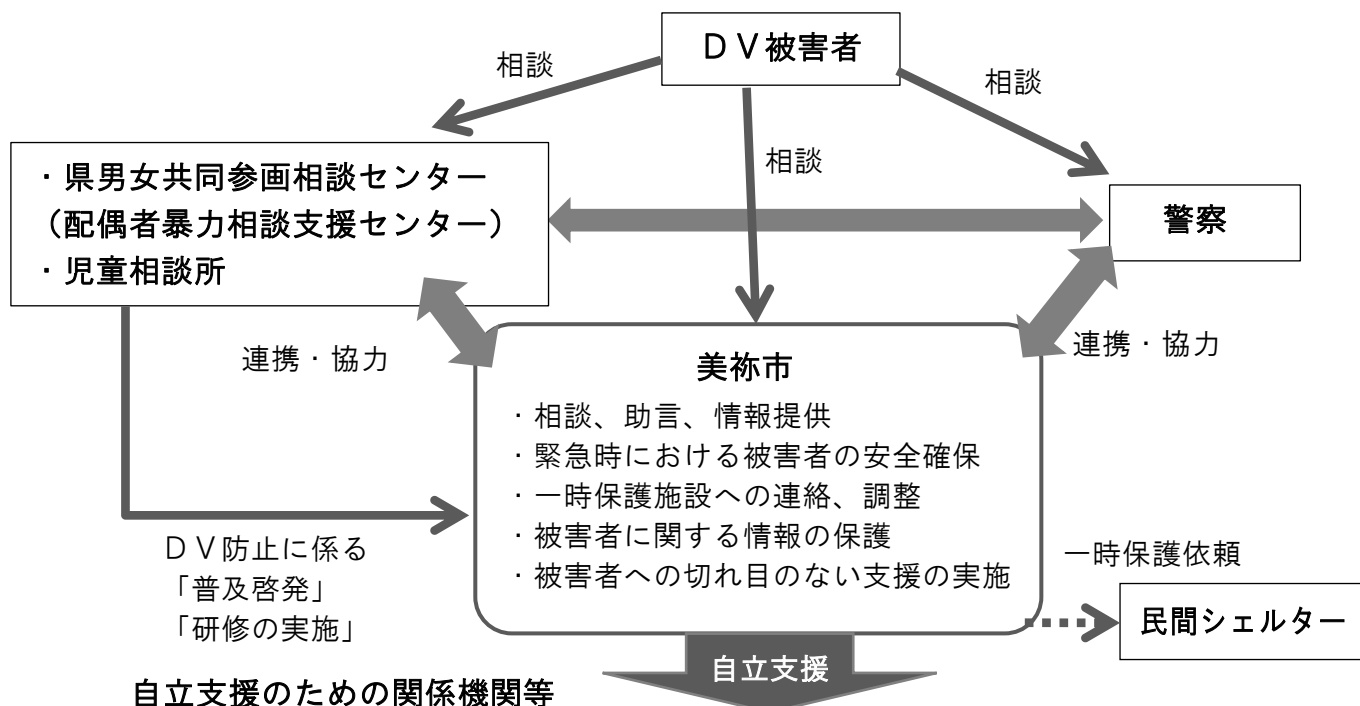 ＤＶ被害者
相談
相談
相談
・県男女共同参画相談センター
（配偶者暴力相談支援センター）
・児童相談所
警察
連携・協力
連携・協力
美祢市
・相談、助言、情報提供
・緊急時における被害者の安全確保
・一時保護施設への連絡、調整
・被害者に関する情報の保護
・被害者への切れ目のない支援の実施
ＤＶ防止に係る
「普及啓発」
「研修の実施」
一時保護依頼
民間シェルター
自立支援
自立支援のための関係機関等